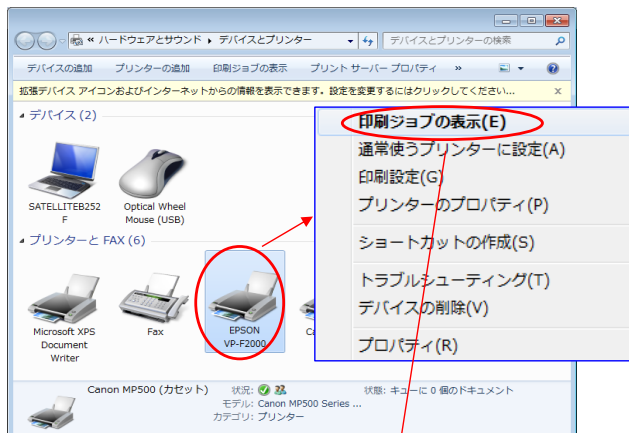 « ハードウェアとサウンド ▸ デバイスとプリンター
デバイスとプリンターの検索
デバイスの追加 プリンターの追加 印刷ジョブの表示 プリント サーバー プロパティ »
拡張デバイス アイコンおよびインターネットからの情報を表示できます。設定を変更するにはクリックしてください...
デバイス (2)
SATELLITEB252
F
Optical Wheel
Mouse (USB)
プリンターと FAX (6)
Microsoft XPS
Document
Writer
Fax
EPSON
VP-F2000
印刷ジョブの表示(E)
通常使うプリンターに設定(A)
印刷設定(G)
プリンターのプロパティ(P)
ショートカットの作成(S)
トラブルシューティング(T)
デバイスの削除(V)
プロパティ(R)
Canon MP500 (カセット)
状況:
状態: キューに 0 個のドキュメント
モデル: Canon MP500 Series ...
カテゴリ: プリンター